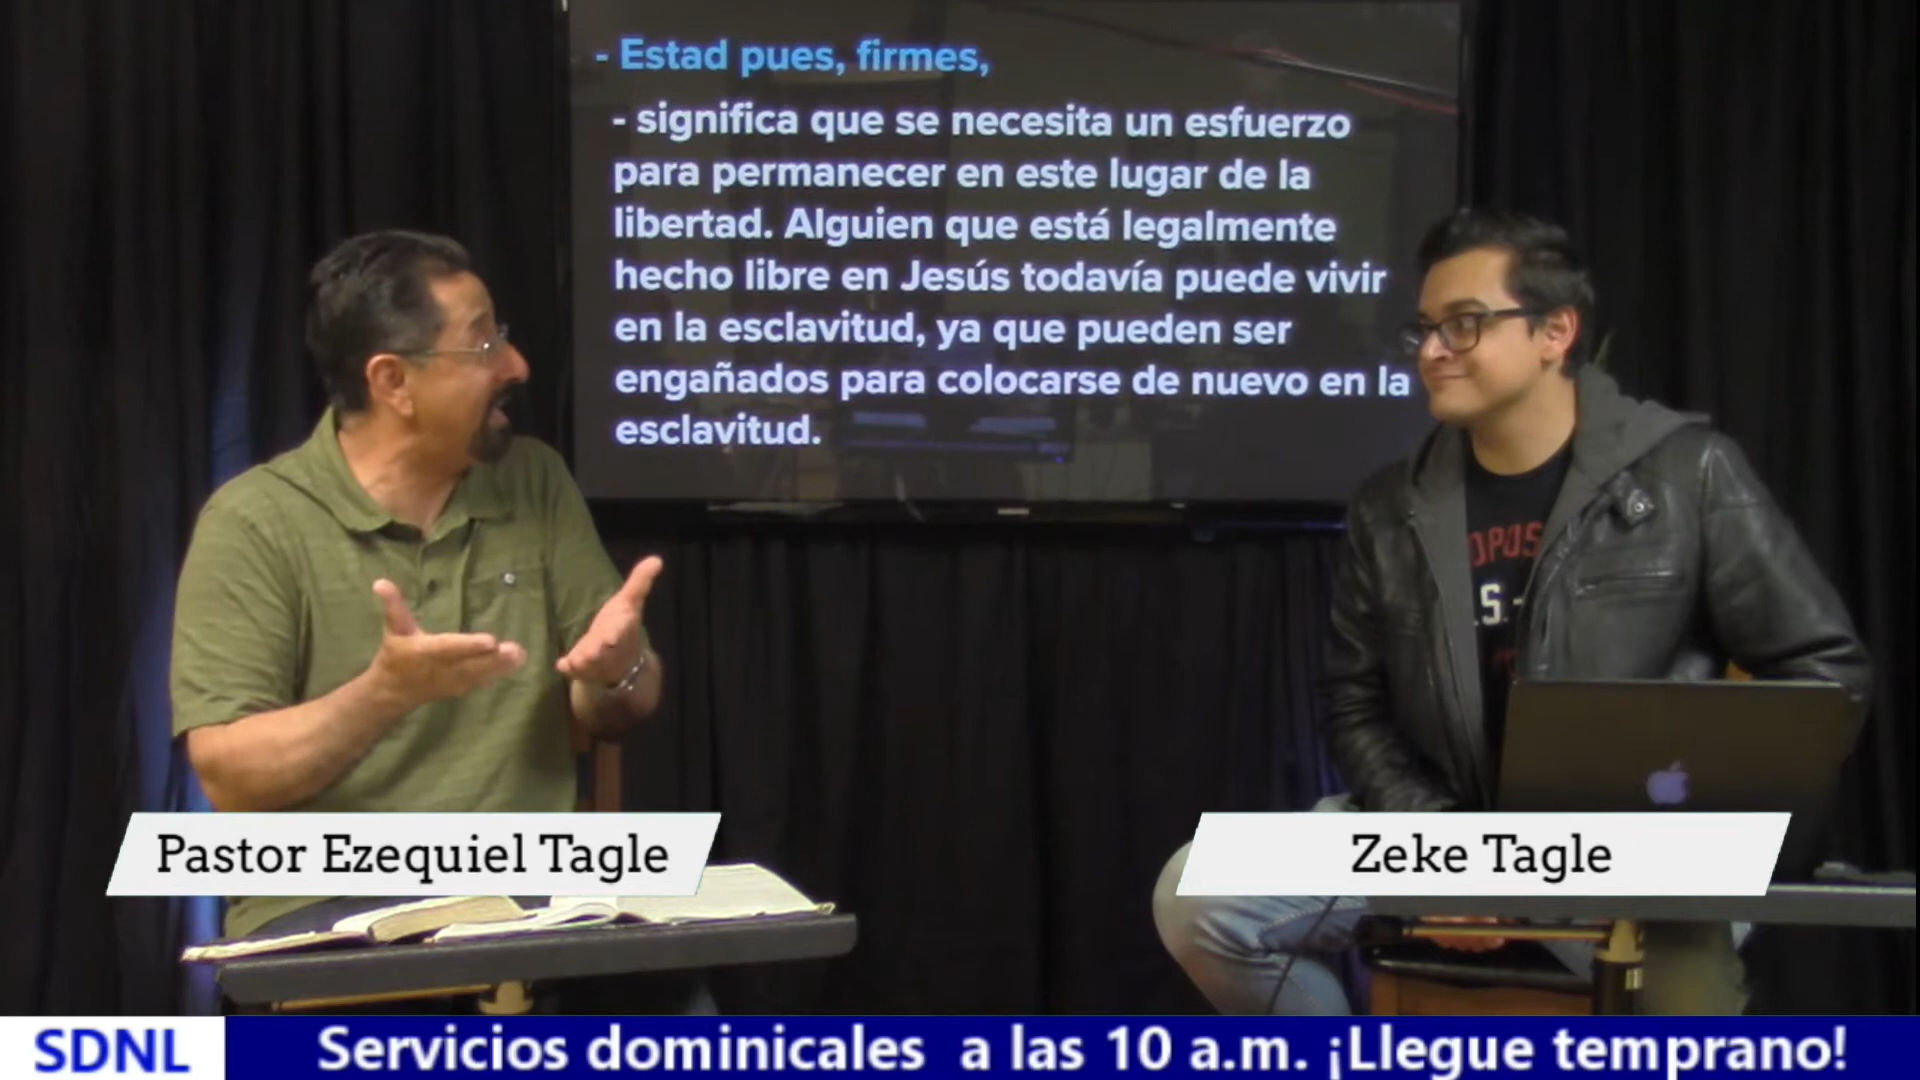 - Estad pues, firmes,
- significa que se necesita un esfuerzo
para permanecer en este lugar de la
libertad. Alguien que está legalmente
hecho libre en Jesús todavía puede vivir
en la esclavitud, ya que pueden ser
engañados para colocarse de nuevo en la
esclavitud.
Pastor Ezequiel Tagle
Zeke Tagle
SDNL
Servicios dominicales a las 10 a.m. ¡Llegue temprano!